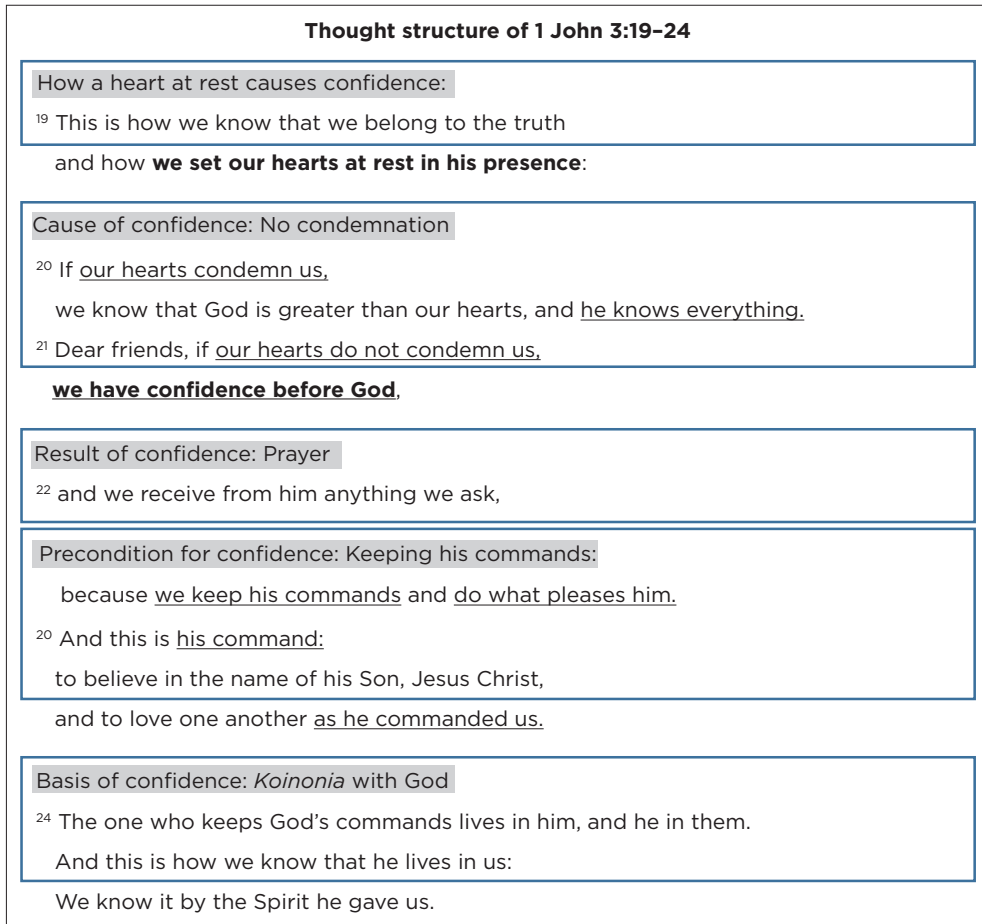 Thought structure of 1 John 3:19–24
How a heart at rest causes confidence:
19 This is how we know that we belong to the truth
and how we set our hearts at rest in his presence:
Cause of confidence: No condemnation
20 If our hearts condemn us,
we know that God is greater than our hearts, and he knows everything.
21 Dear friends, if our hearts do not condemn us,
we have confidence before God,
Result of confidence: Prayer
22 and we receive from him anything we ask,
Precondition for confidence: Keeping his commands:
because we keep his commands and do what pleases him.
20 And this is his command:
to believe in the name of his Son, Jesus Christ,
and to love one another as he commanded us.
Basis of confidence: Koinonia with God
24 The one who keeps God’s commands lives in him, and he in them.
And this is how we know that he lives in us:
We know it by the Spirit he gave us.